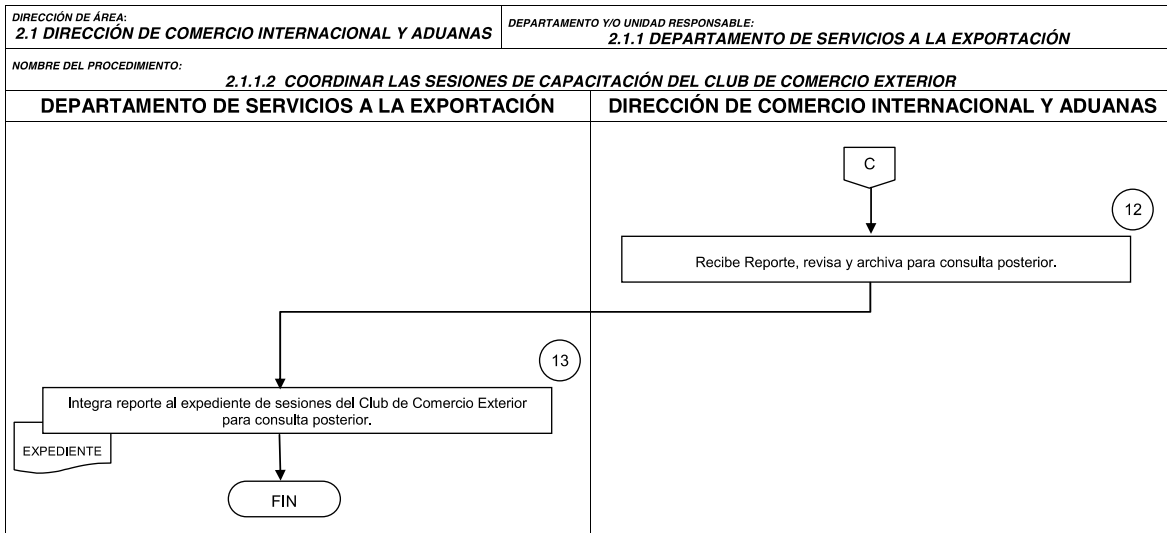 DIRECCIÓN DE ÁREA:
2.1 DIRECCIÓN DE COMERCIO INTERNACIONAL Y ADUANAS
DEPARTAMENTO Y/O UNIDAD RESPONSABLE:
2.1.1 DEPARTAMENTO DE SERVICIOS A LA EXPORTACIÓN
NOMBRE DEL PROCEDIMIENTO:
2.1.1.2 COORDINAR LAS SESIONES DE CAPACITACIÓN DEL CLUB DE COMERCIO EXTERIOR
DEPARTAMENTO DE SERVICIOS A LA EXPORTACIÓN
DIRECCIÓN DE COMERCIO INTERNACIONAL Y ADUANAS
C
12
Recibe Reporte, revisa y archiva para consulta posterior.
13
Integra reporte al expediente de sesiones del Club de Comercio Exterior
para consulta posterior.
EXPEDIENTE
FIN